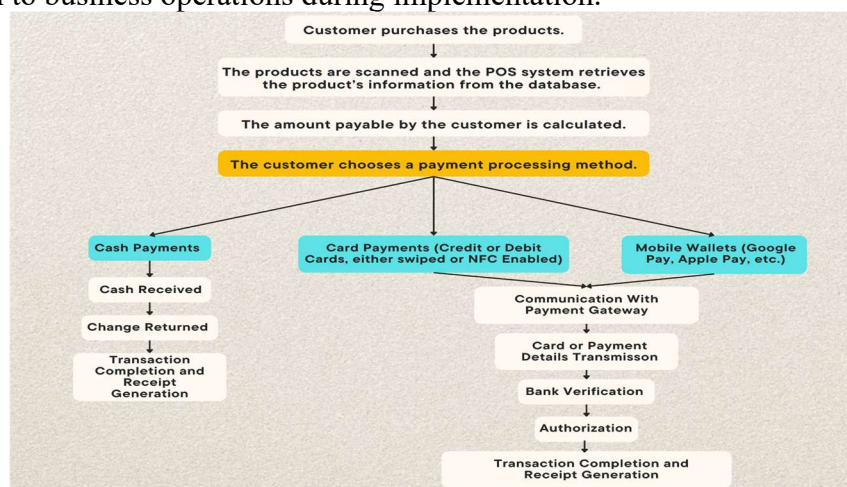 to business operations during implementation.
Customer purchases the products.
The products are scanned and the POS system retrieves
the product's information from the database.
The amount payable by the customer is calculated.
The customer chooses a payment processing method.
Cash Payments
Cash Received
Change Returned
Transaction
Completion and
Receipt
Generation
Card Payments (Credit or Debit
Cards, either swiped or NFC Enabled)
Mobile Wallets (Google
Pay, Apple Pay, etc.)
Communication With
Payment Gateway
Card or Payment
Details Transmisson
Bank Verification
Authorization
Transaction Completion and
Receipt Generation